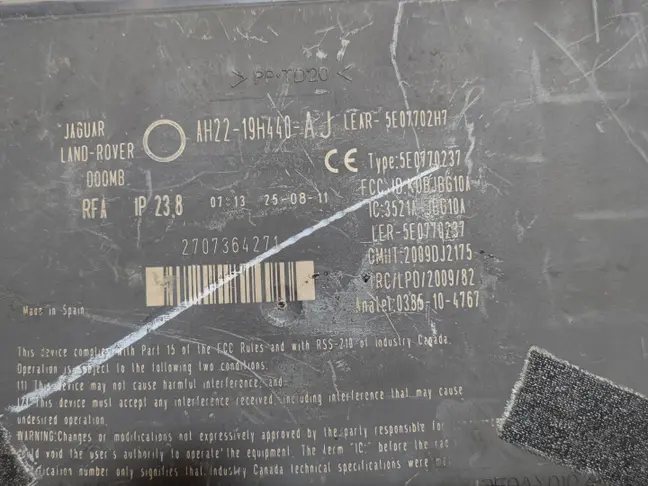 >PP-TD20<
JAGUAR
LAND-ROVER
D00MB
AH22-19H440-AJ LEAR-5E07702H7
CE Type:5E0770237
FCC-ID:KOBJBG10A
IC:3521A-JBG10A
LER-5E0770237
CMIIT:2009DJ2175
TRC/LPD/2009/82
Anatel:0386-10-4767
RFA IP 23,8 07:13 25-08-11
2707364271
Made in Spain
This device complies with Part 15 of the FCC Rules and with RSS-210 of industry Canada.
Operation is subject to the following two conditions:
(1) This device may not cause harmful interference, and
(2) This device must accept any interference received, including interference that may cause
undesired operation.
WARNING:Changes or modifications not expressively approved by the party responsible for
could void the user's authority to operate the equipment. The term "IC:" before the
number only signifies that Industry Canada technical specifications were